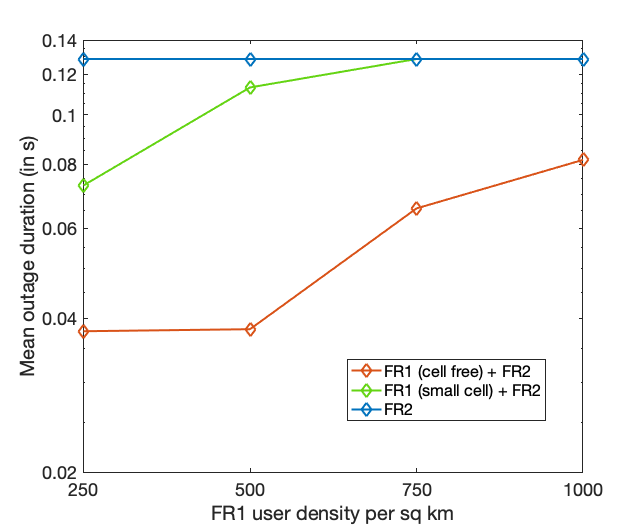 Mean outage duration (in s)
0.14
0.12
0.1
0.08
0.06
0.04
0.02
250
500
750
1000
FR1 user density per sq km
FR1 (cell free) + FR2
FR1 (small cell) + FR2
FR2